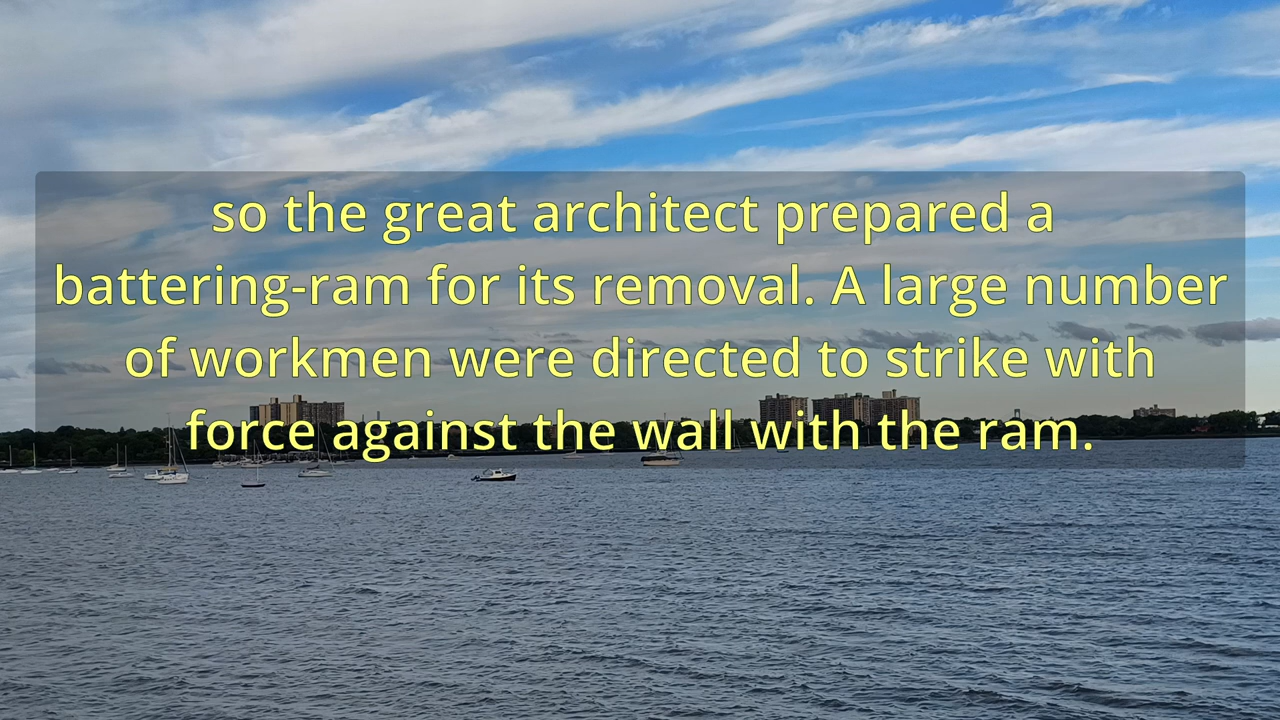 so the great architect prepared a
battering-ram for its removal. A large number
of workmen were directed to strike with
force against the wall with the ram.